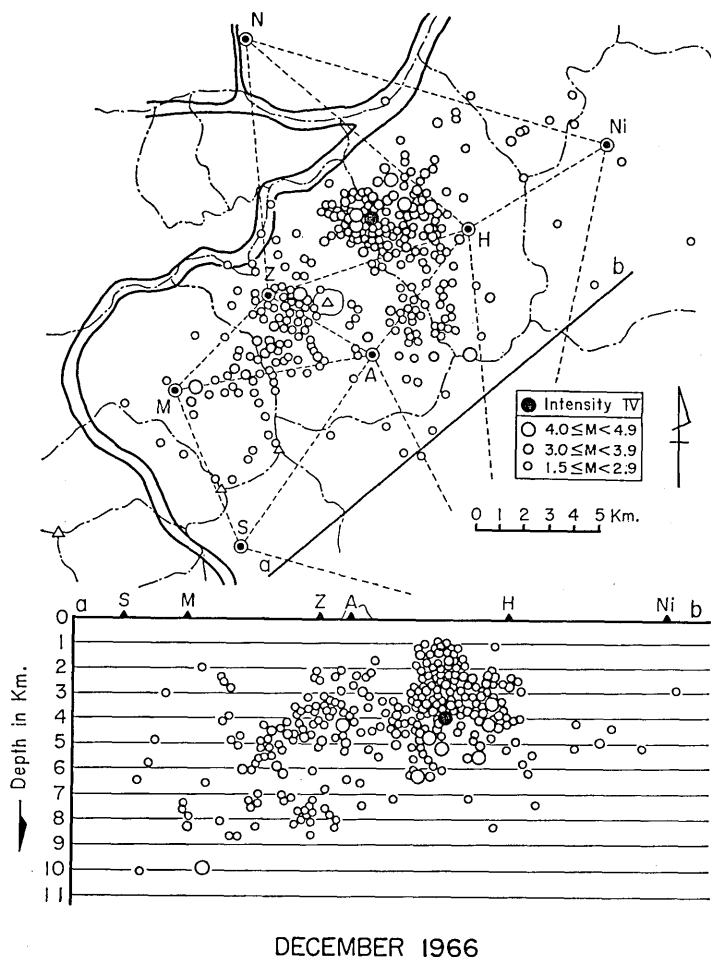 N
Ni
H
b
Z
A
M
Intensity IV
4.0≤M<4.9
3.0≤M<3.9
1.5≤M<2.9
S
a
0 1 2 3 4 5 Km.
0 a S M Z A H Ni b
1
2
3
4
5
6
7
8
9
10
11
Depth in Km.
DECEMBER 1966